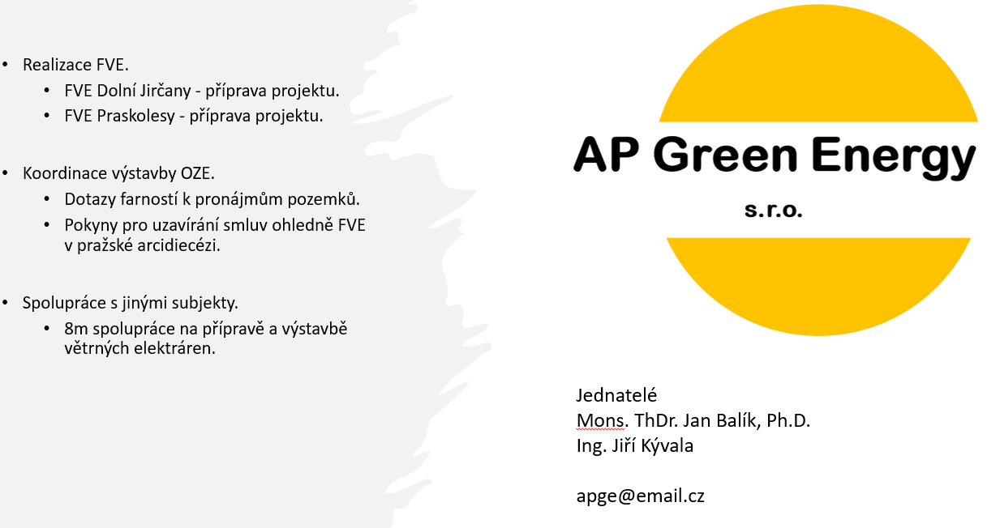 • Realizace FVE.
• FVE Dolní Jirčany - příprava projektu.
• FVE Praskolesy - příprava projektu.
• Koordinace výstavby OZE.
• Dotazy farností k pronájmům pozemků.
• Pokyny pro uzavírání smluv ohledně FVE
v pražské arcidiecézi.
• Spolupráce s jinými subjekty.
• 8m spolupráce na přípravě a výstavbě
větrných elektráren.
AP Green Energy
s.r.o.
Jednatelé
Mons. ThDr. Jan Balík, Ph.D.
Ing. Jiří Kývala
apge@email.cz